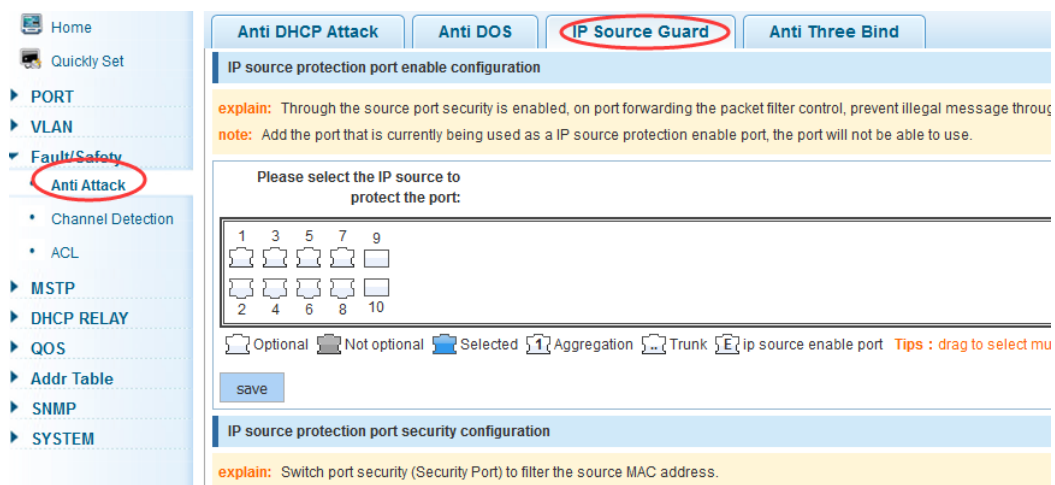 Home
Quickly Set
PORT
VLAN
Fault/Safety
Anti Attack
Channel Detection
ACL
MSTP
DHCP RELAY
QOS
Addr Table
SNMP
SYSTEM
Anti DHCP Attack Anti DOS IP Source Guard Anti Three Bind
IP source protection port enable configuration
explain: Through the source port security is enabled, on port forwarding the packet filter control, prevent illegal message throug
note: Add the port that is currently being used as a IP source protection enable port, the port will not be able to use.
Please select the IP source to
protect the port:
1 3 5 7 9
2 4 6 8 10
Optional Not optional Selected 1 Aggregation .. Trunk E ip source enable port Tips : drag to select mu
save
IP source protection port security configuration
explain: Switch port security (Security Port) to filter the source MAC address.